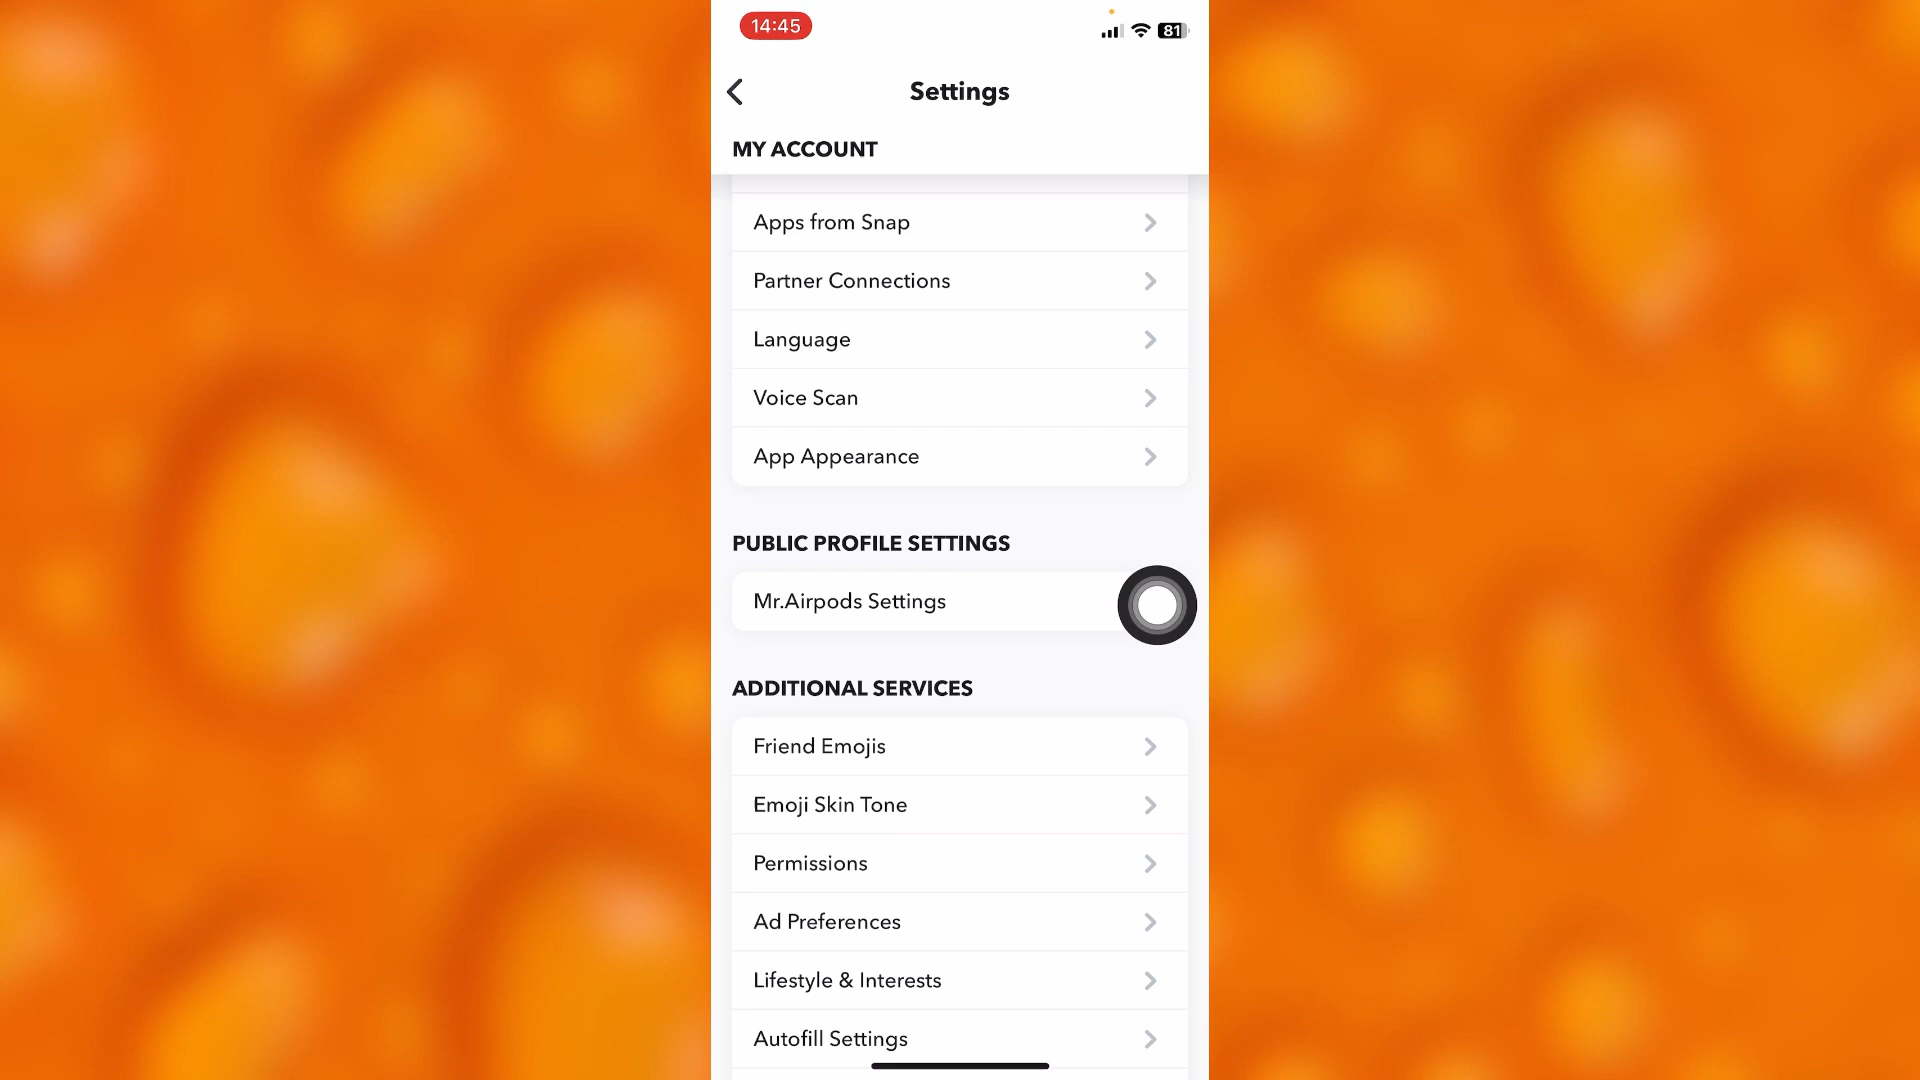 14:45
81
Settings
MY ACCOUNT
Apps from Snap
Partner Connections
Language
Voice Scan
App Appearance
PUBLIC PROFILE SETTINGS
Mr.Airpods Settings
ADDITIONAL SERVICES
Friend Emojis
Emoji Skin Tone
Permissions
Ad Preferences
Lifestyle & Interests
Autofill Settings